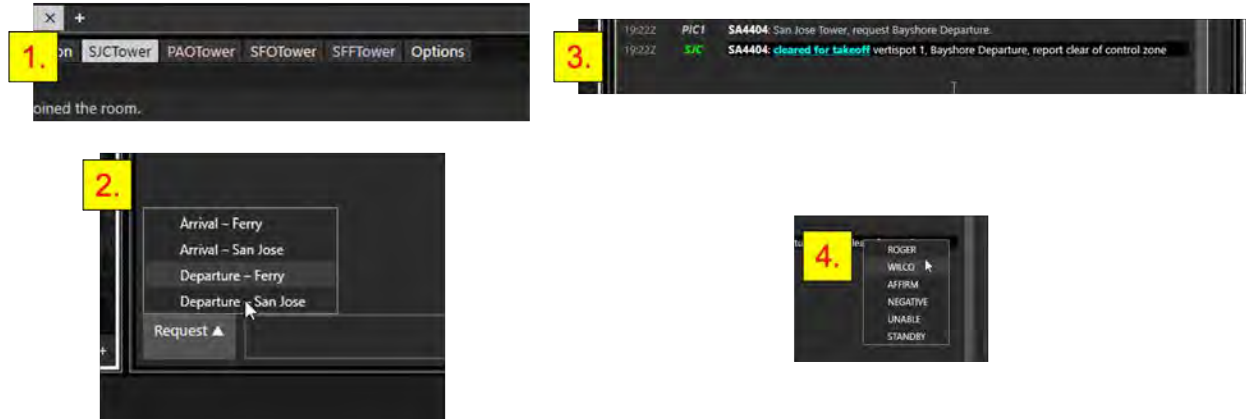 1.
on SJCTower PAOTower SFOTower SFFTower Options
oined the room.
2.
Arrival – Ferry
Arrival – San Jose
Departure – Ferry
Departure – San Jose
Request ▲
3.
19:22Z PIC1 SA4404: San Jose Tower, request Bayshore Departure.
19:22Z SJC SA4404: cleared for takeoff vertispot 1, Bayshore Departure, report clear of control zone
4.
ROGER
WILCO
AFFIRM
NEGATIVE
UNABLE
STANDBY